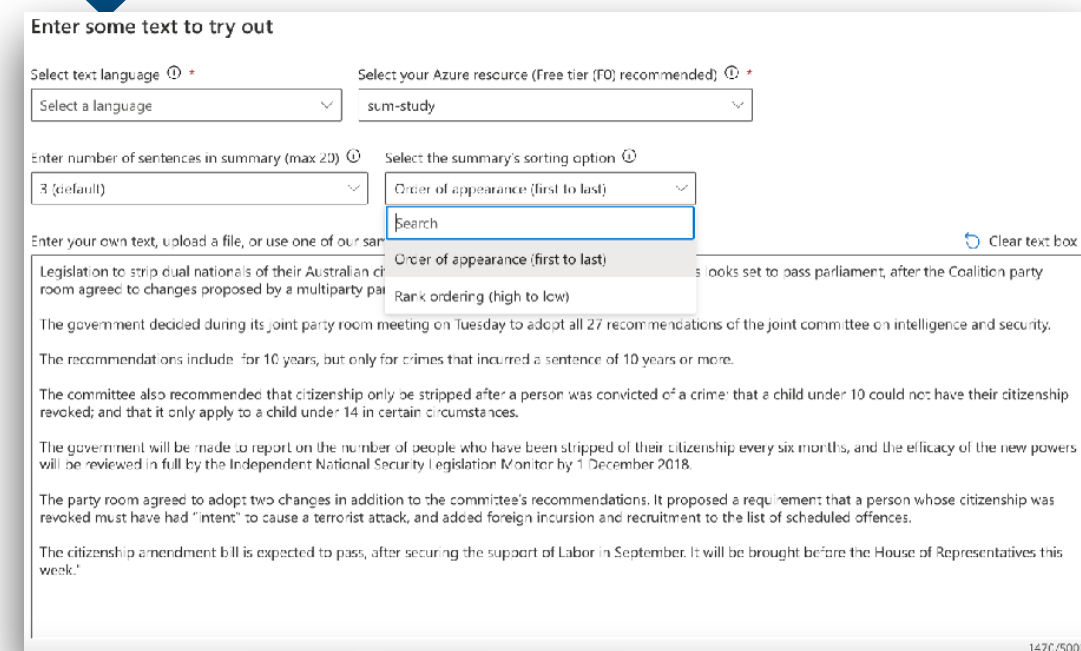 Enter some text to try out
Select text language * Select your Azure resource (Free tier (F0) recommended) *
Select a language sum-study
Enter number of sentences in summary (max 20) Select the summary's sorting option
3 (default) Order of appearance (first to last)
Search
Enter your own text, upload a file, or use one of our Clear text box
Order of appearance (first to last)
Legislation to strip dual nationals of their Australian looks set to pass parliament, after the Coalition party
Rank ordering (high to low)
room agreed to changes proposed by a multiparty
The government decided during its joint party room meeting on Tuesday to adopt all 27 recommendations of the joint committee on intelligence and security.
The recommendations include for 10 years, but only for crimes that incurred a sentence of 10 years or more.
The committee also recommended that citizenship only be stripped after a person was convicted of a crime; that a child under 10 could not have their citizenship
revoked; and that it only apply to a child under 14 in certain circumstances.
The government will be made to report on the number of people who have been stripped of their citizenship every six months, and the efficacy of the new powers
will be reviewed in full by the Independent National Security Legislation Monitor by 1 December 2018.
The party room agreed to adopt two changes in addition to the committee's recommendations. It proposed a requirement that a person whose citizenship was
revoked must have had "intent" to cause a terrorist attack, and added foreign incursion and recruitment to the list of scheduled offences.
The citizenship amendment bill is expected to pass, after securing the support of Labor in September. It will be brought before the House of Representatives this
week."